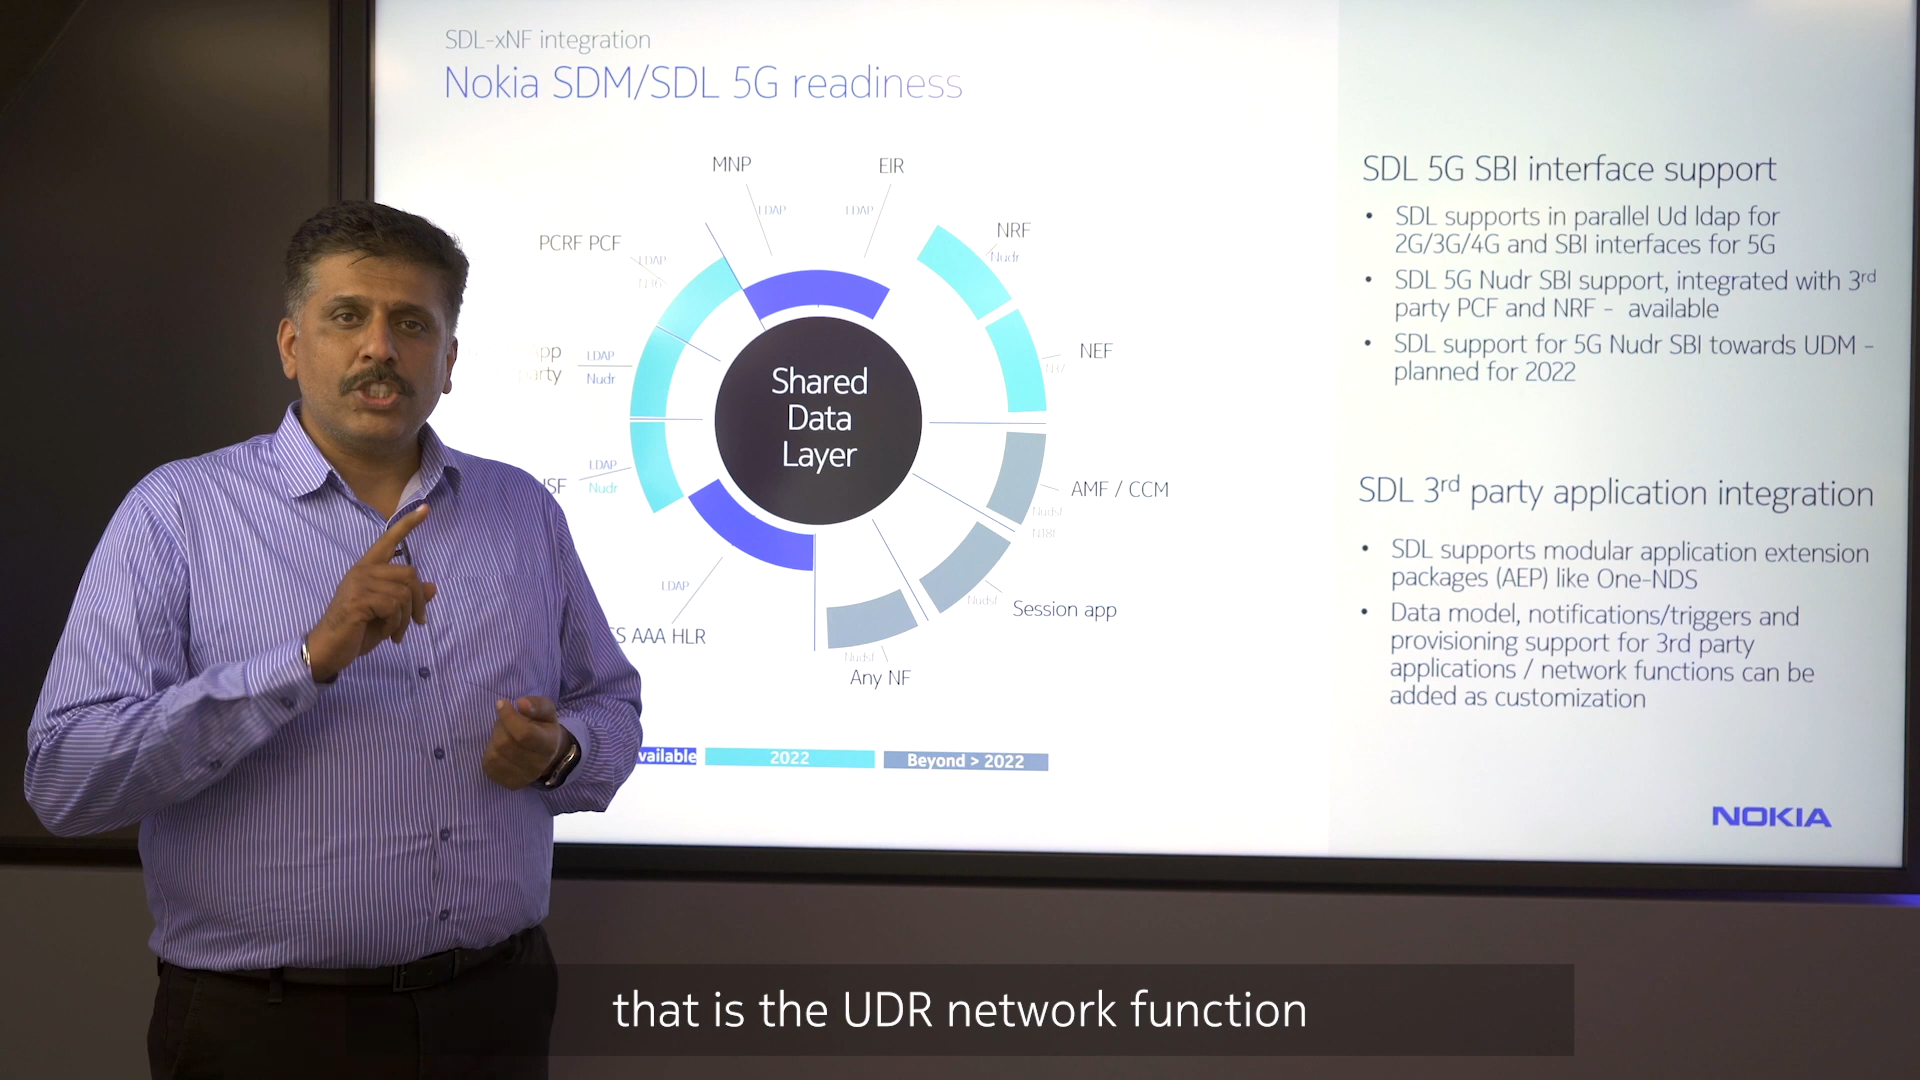 SDL-xNF integration
Nokia SDM/SDL 5G readiness
MNP
EIR
LDAP
LDAP
PCRF PCF
LDAP
NRF
Nudr
LDAP
Nudr
NEF
LDAP
Nudr
Shared
Data
Layer
AMF / CCM
Nudsf
LDAP
Nudsf
Session app
AAA HLR
Nudsf
Any NF
2022
Beyond > 2022
SDL 5G SBI interface support
• SDL supports in parallel Ud ldap for
2G/3G/4G and SBI interfaces for 5G
• SDL 5G Nudr SBI support, integrated with 3rd
party PCF and NRF - available
• SDL support for 5G Nudr SBI towards UDM -
planned for 2022
SDL 3rd party application integration
• SDL supports modular application extension
packages (AEP) like One-NDS
• Data model, notifications/triggers and
provisioning support for 3rd party
applications / network functions can be
added as customization
NOKIA
that is the UDR network function